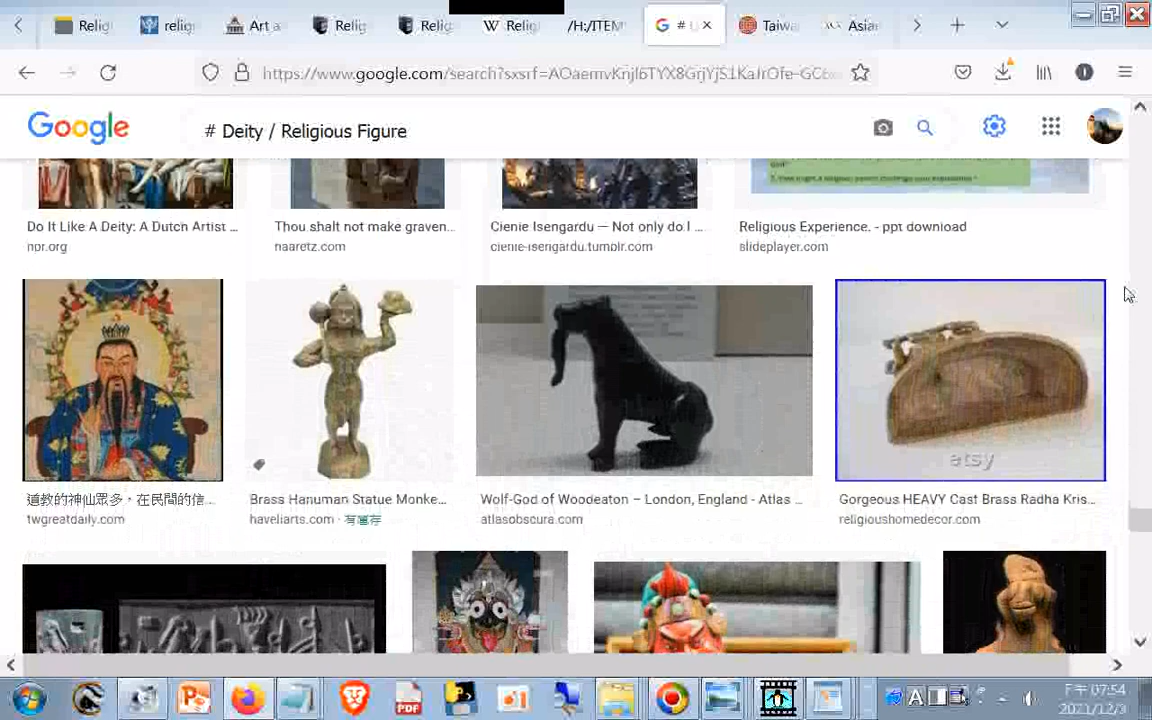 Relig
relig
Art a
Relig
Relig
W Relig
/H:/ITEM
G # D
Taiwa
Asian
https://www.google.com/search?sxsrf=
Google
# Deity / Religious Figure
Do It Like A Deity: A Dutch Artist ...
npr.org
Thou shalt not make graven...
haaretz.com
Cienie Isengardu — Not only do I ...
cienie-isengardu.tumblr.com
Religious Experience. - ppt download
slideplayer.com
etsy
道教的神仙眾多，在民間的信...
twgreatdaily.com
Brass Hanuman Statue Monke...
haveliarts.com · 有庫存
Wolf-God of Woodeaton – London, England - Atlas ...
atlasobscura.com
Gorgeous HEAVY Cast Brass Radha Kris...
religioushomedecor.com
PDF
A
下午 07:54
2021/12/3